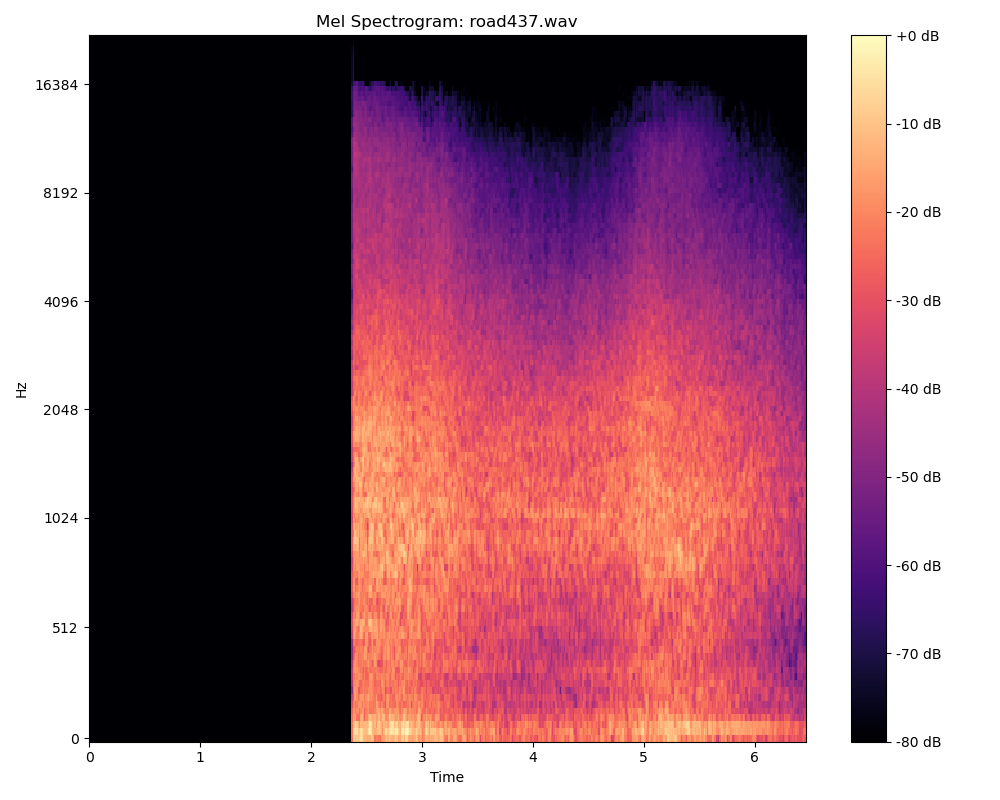 Mel Spectrogram: road437.wav
Hz
16384
8192
4096
2048
1024
512
0
0 1 2 3 4 5 6
Time
+0 dB
-10 dB
-20 dB
-30 dB
-40 dB
-50 dB
-60 dB
-70 dB
-80 dB